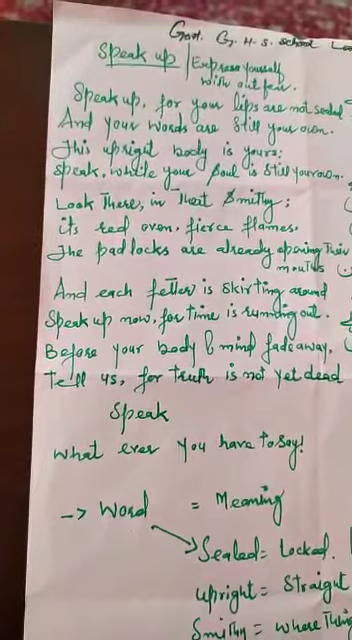 Govt. G. H. S. School
Speak up | Express yourself
with out fear.
Speak up, for your lips are not sealed
And your words are still your own.
This upright body is yours:
Speak, while your soul is still your own.
Look There, in That Smithy;
its red oven, fierce flames.
The pad locks are already opening Their
mouths
And each fetter is skirting around
Speak up now, for time is running out.
Before your body & mind fade away,
Tell us, for truth is not yet dead
Speak
What ever you have to say!
-> Word = Meaning
Sealed = Locked.
Upright = Straigut
Smithy = where Thing